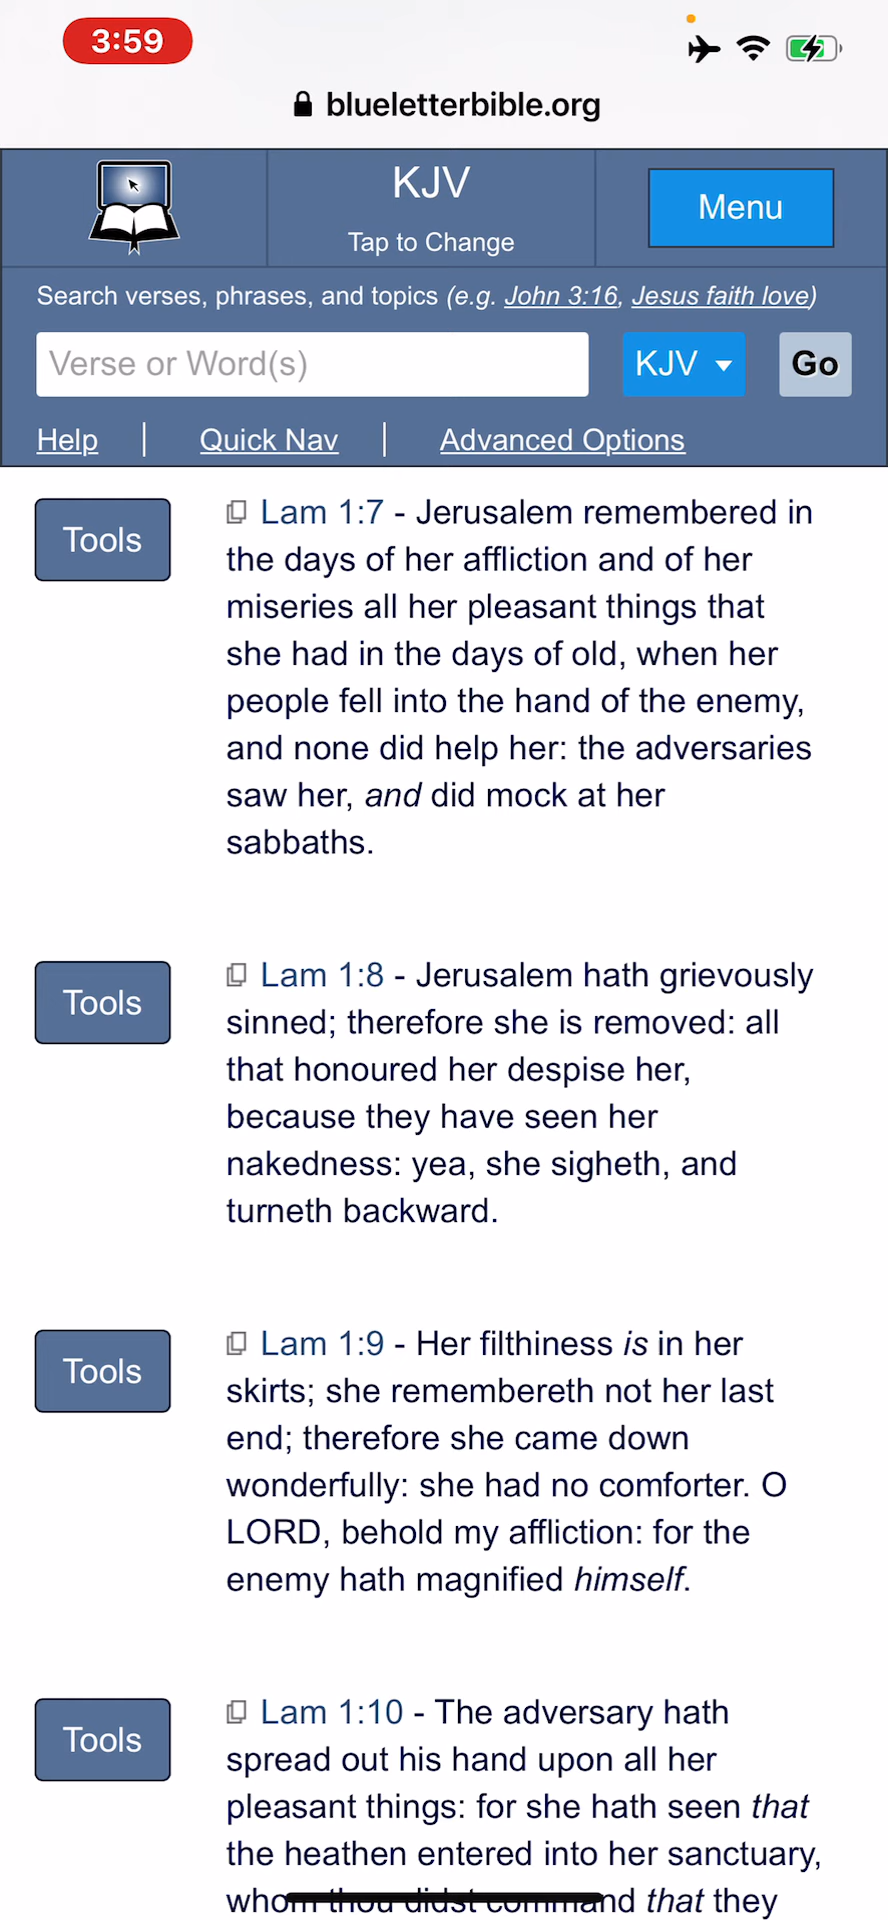 3:59
blueletterbible.org
KJV
Tap to Change
Menu
Search verses, phrases, and topics (e.g. John 3:16, Jesus faith love)
Verse or Word(s)
KJV
Go
Help | Quick Nav | Advanced Options
Tools
Lam 1:7 - Jerusalem remembered in
the days of her affliction and of her
miseries all her pleasant things that
she had in the days of old, when her
people fell into the hand of the enemy,
and none did help her: the adversaries
saw her, and did mock at her
sabbaths.
Tools
Lam 1:8 - Jerusalem hath grievously
sinned; therefore she is removed: all
that honoured her despise her,
because they have seen her
nakedness: yea, she sigheth, and
turneth backward.
Tools
Lam 1:9 - Her filthiness is in her
skirts; she remembereth not her last
end; therefore she came down
wonderfully: she had no comforter. O
LORD, behold my affliction: for the
enemy hath magnified himself.
Tools
Lam 1:10 - The adversary hath
spread out his hand upon all her
pleasant things: for she hath seen that
the heathen entered into her sanctuary,
whom thou didst command that they